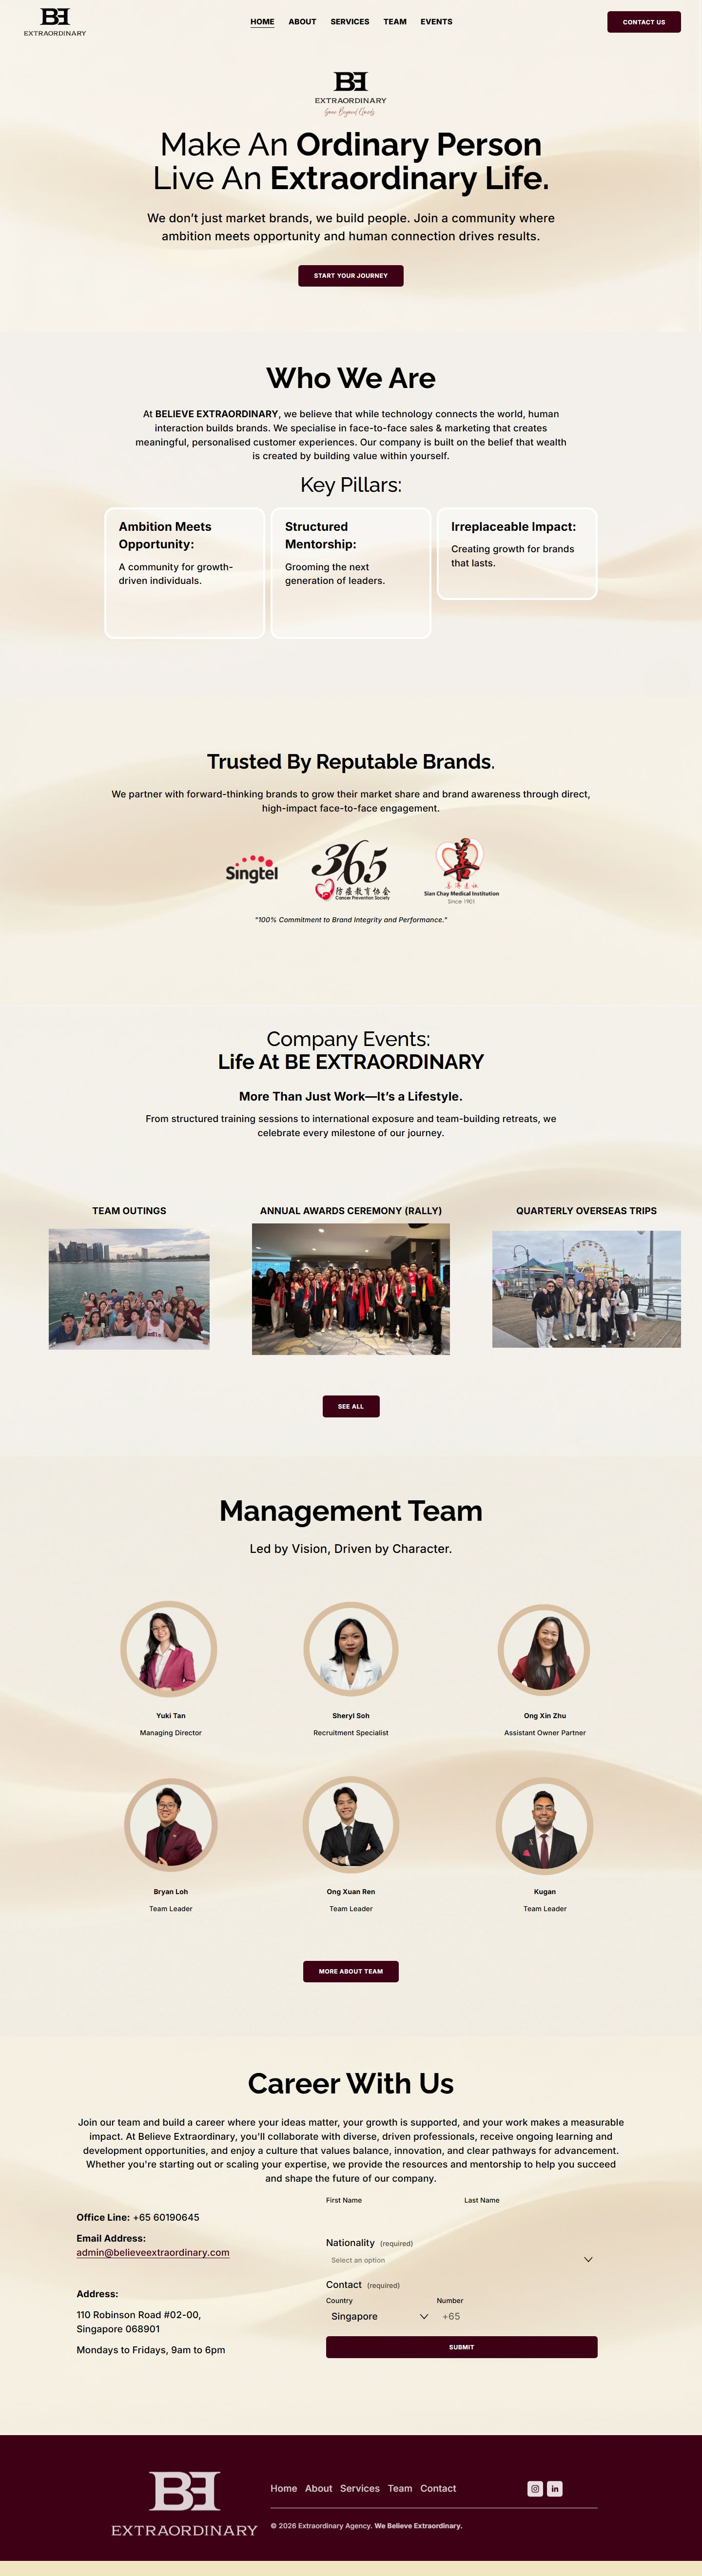 BE
EXTRAORDINARY
HOME ABOUT SERVICES TEAM EVENTS
CONTACT US
BE
EXTRAORDINARY
Make An Ordinary Person
Live An Extraordinary Life.
We don’t just market brands, we build people. Join a community where
ambition meets opportunity and human connection drives results.
START YOUR JOURNEY
Who We Are
At BELIEVE EXTRAORDINARY, we believe that while technology connects the world, human
interaction builds brands. We specialise in face-to-face sales & marketing that creates
meaningful, personalised customer experiences. Our company is built on the belief that wealth
is created by building value within yourself.
Key Pillars:
Ambition Meets
Opportunity:
A community for growth-
driven individuals.
Structured
Mentorship:
Grooming the next
generation of leaders.
Irreplaceable Impact:
Creating growth for brands
that lasts.
Trusted By Reputable Brands.
We partner with forward-thinking brands to grow their market share and brand awareness through direct,
high-impact face-to-face engagement.
Singtel
365
防癌教育协会
Cancer Prevention Society
善济医社
Sian Chay Medical Institution
Since 1901
"100% Commitment to Brand Integrity and Performance."
Company Events:
Life At BE EXTRAORDINARY
More Than Just Work—It’s a Lifestyle.
From structured training sessions to international exposure and team-building retreats, we
celebrate every milestone of our journey.
TEAM OUTINGS
ANNUAL AWARDS CEREMONY (RALLY)
QUARTERLY OVERSEAS TRIPS
SEE ALL
Management Team
Led by Vision, Driven by Character.
Yuki Tan
Managing Director
Sheryl Soh
Recruitment Specialist
Ong Xin Zhu
Assistant Owner Partner
Bryan Loh
Team Leader
Ong Xuan Ren
Team Leader
Kugan
Team Leader
MORE ABOUT TEAM
Career With Us
Join our team and build a career where your ideas matter, your growth is supported, and your work makes a measurable
impact. At Believe Extraordinary, you’ll collaborate with diverse, driven professionals, receive ongoing learning and
development opportunities, and enjoy a culture that values balance, innovation, and clear pathways for advancement.
Whether you're starting out or scaling your expertise, we provide the resources and mentorship to help you succeed
and shape the future of our company.
Office Line: +65 60190645
Email Address:
admin@believeextraordinary.com
Address:
110 Robinson Road #02-00,
Singapore 068901
Mondays to Fridays, 9am to 6pm
First Name Last Name
Nationality (required)
Select an option
Contact (required)
Country Number
Singapore +65
SUBMIT
BE
EXTRAORDINARY
Home About Services Team Contact
in
© 2026 Extraordinary Agency. We Believe Extraordinary.